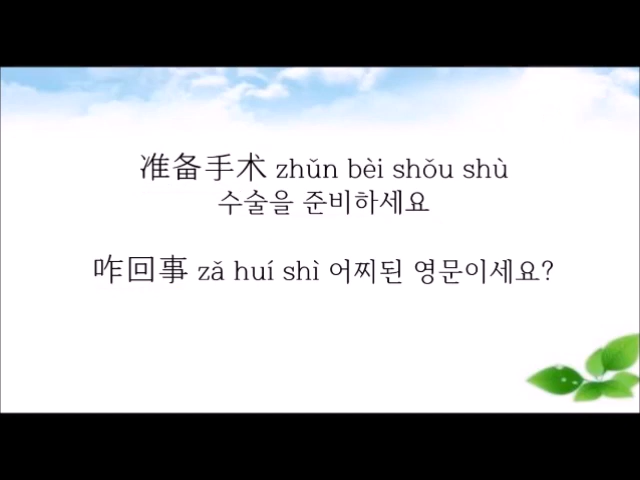 准备手术 zhǔn bèi shǒu shù
수술을 준비하세요
咋回事 zǎ huí shì 어찌된 영문이세요?